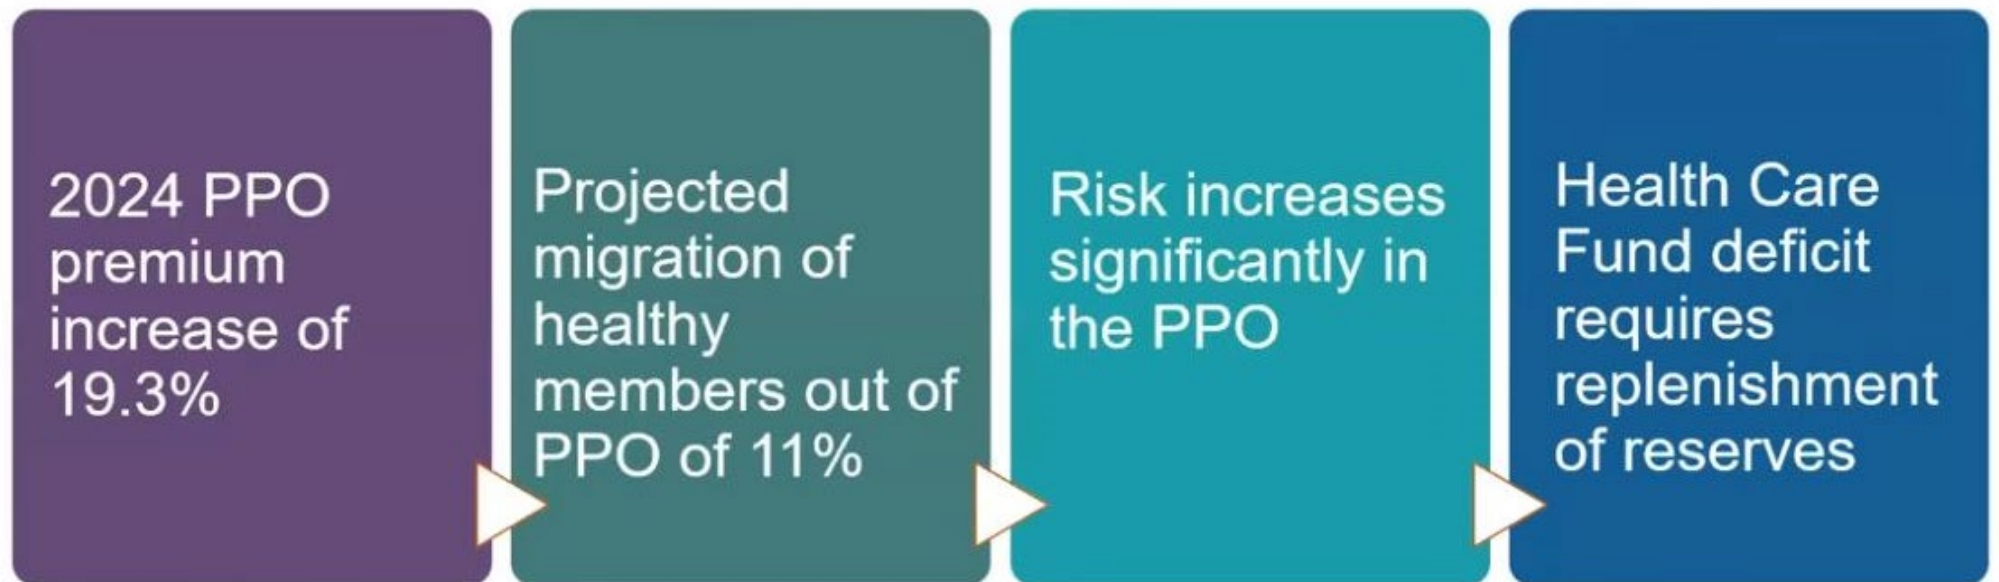 2024 PPO
premium
increase of
19.3%
Projected
migration of
healthy
members out of
PPO of 11%
Risk increases
significantly in
the PPO
Health Care
Fund deficit
requires
replenishment
of reserves